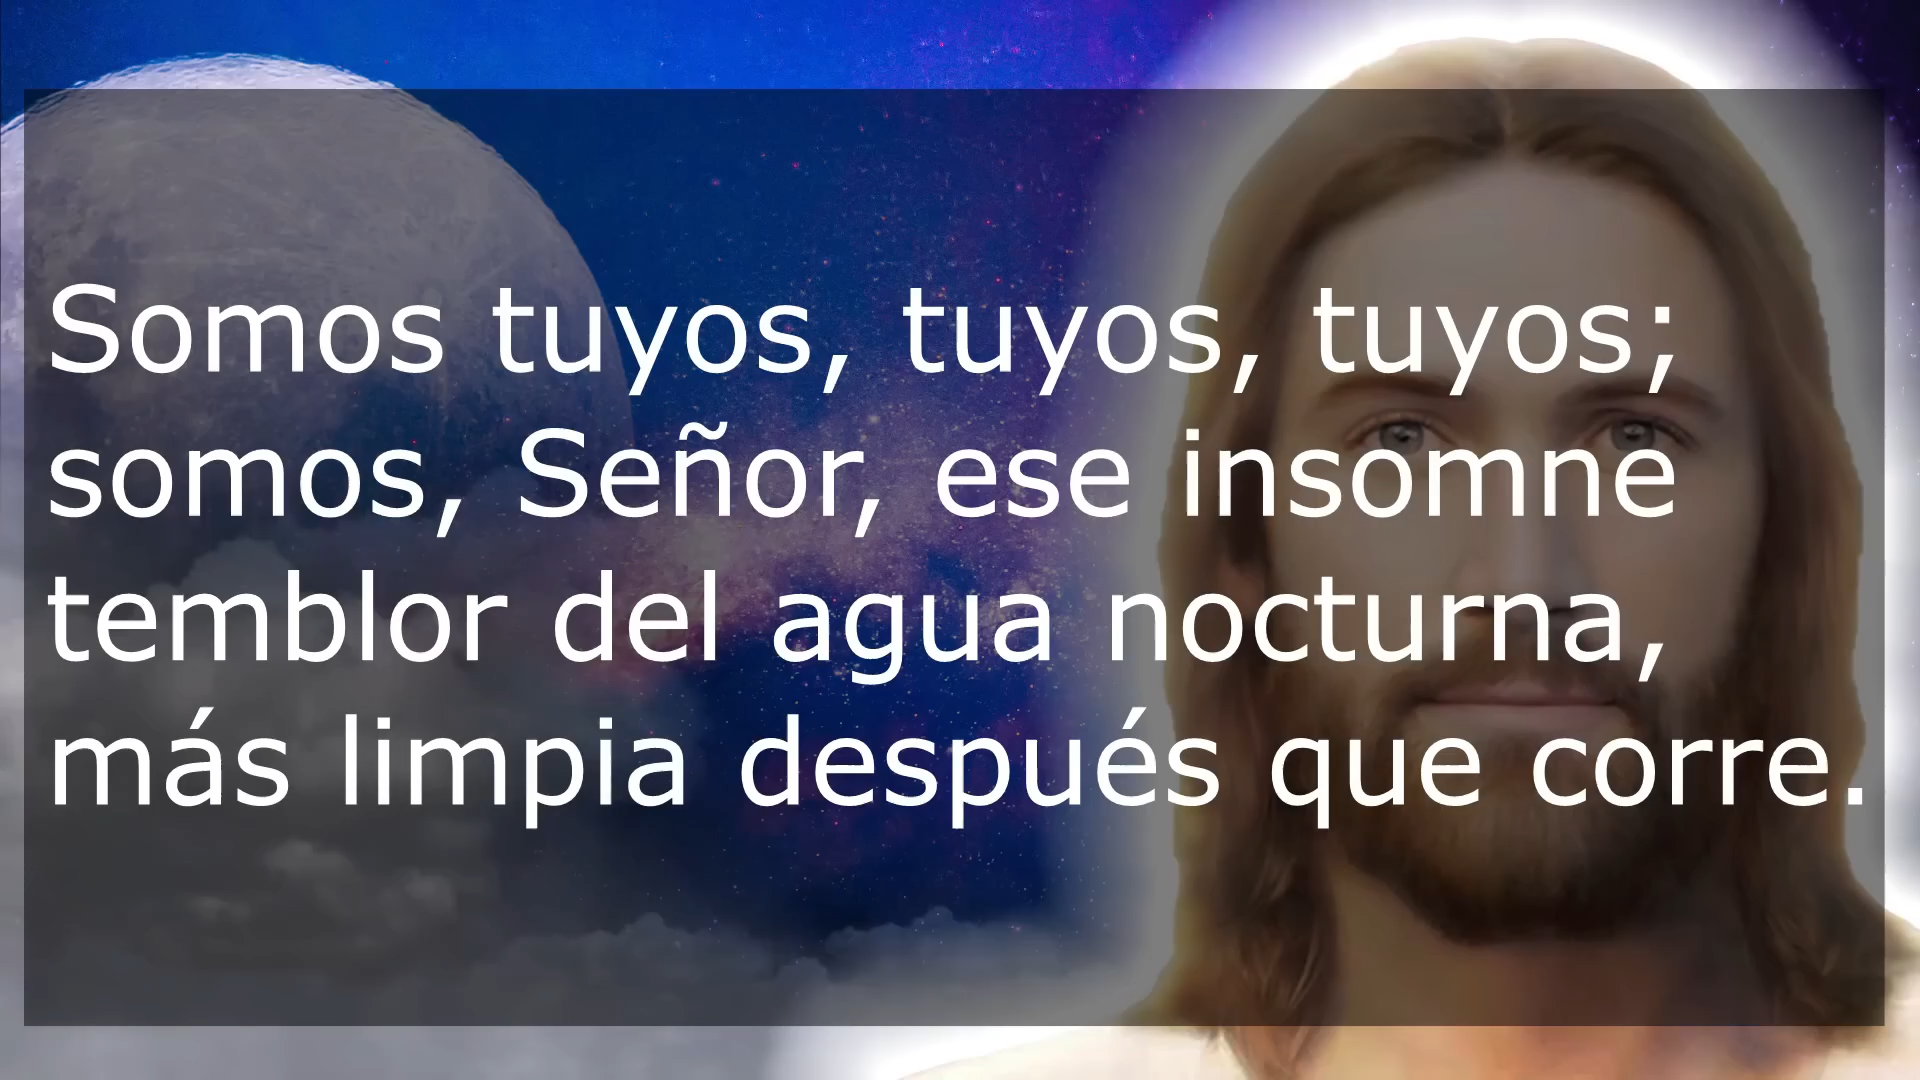 Somos tuyos, tuyos, tuyos;
somos, Señor, ese insomne
temblor del agua nocturna,
más limpia después que corre.